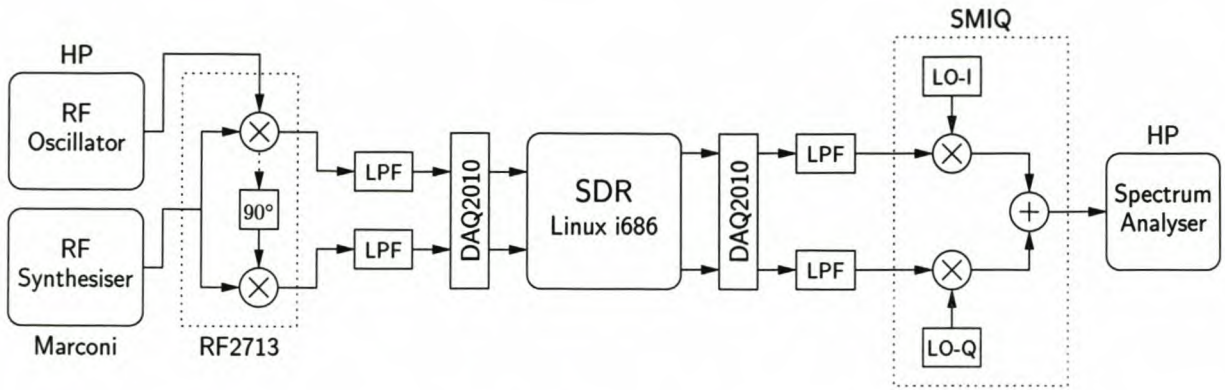 SMIQ
HP
RF
Oscillator
LO-I
HP
LPF
LPF
DAQ2010
SDR
Linux i686
DAQ2010
90°
Spectrum
Analyser
RF
Synthesiser
LPF
LPF
Marconi
RF2713
LO-Q